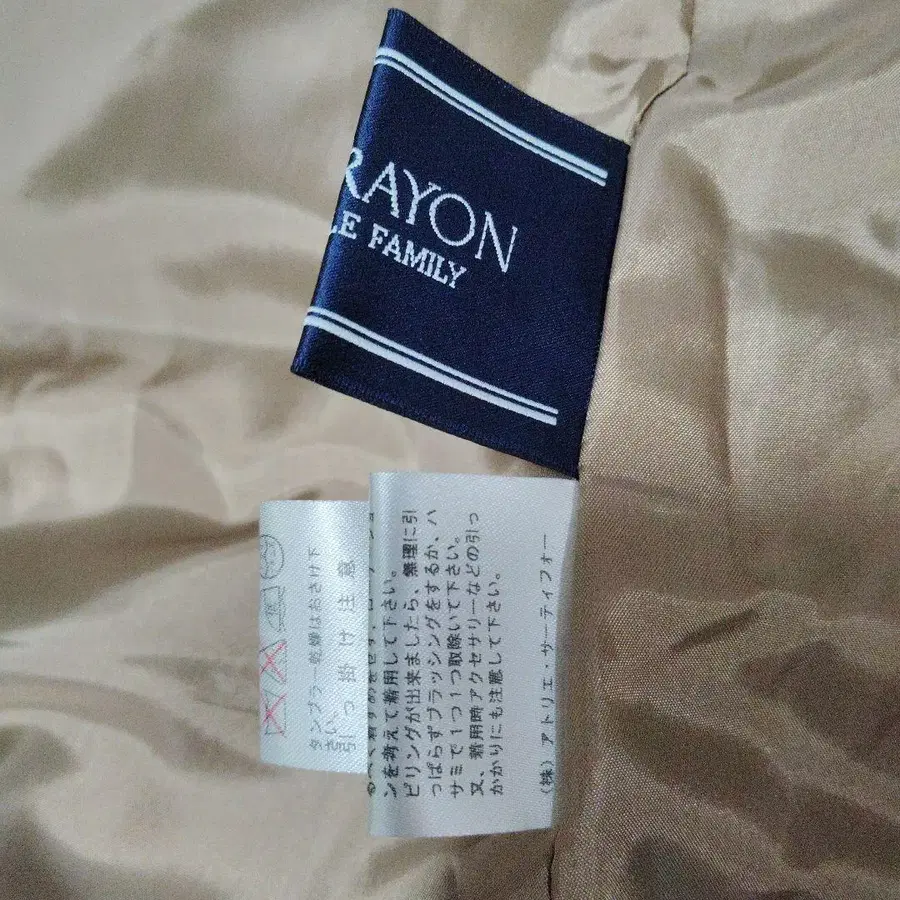 RAYON
LE FAMILY
タンブラー乾燥はおさけ下
さい。
引っ掛け注意
ンを考えて着用して下さい。
ピリングが出来ましたら、無理に引
っぱらずブラッシングをするか、ハ
サミで1つ1つ取除いて下さい。
又、着用時アクセサリーなどの引っ
かかりにも注意して下さい。
(株)アトリエ・サーティフォー